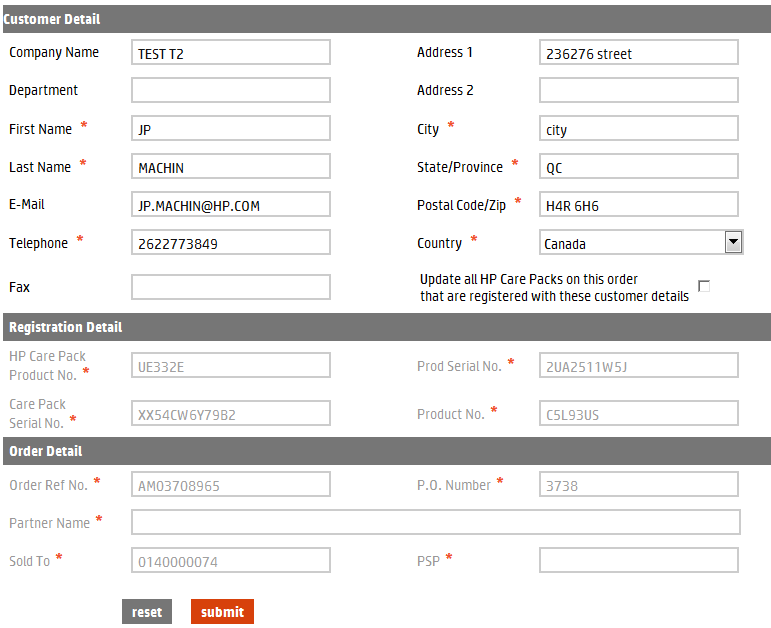 Customer Detail
Company Name TEST T2 Address 1 236276 street
Department Address 2
First Name * JP City * city
Last Name * MACHIN State/Province * QC
E-Mail JP.MACHIN@HP.COM Postal Code/Zip * H4R 6H6
Telephone * 2622773849 Country * Canada
Fax Update all HP Care Packs on this order
that are registered with these customer details
Registration Detail
HP Care Pack
Product No. * UE332E Prod Serial No. * 2UA2511W5J
Care Pack
Serial No. * XX54CW6Y79B2 Product No. * C5L93US
Order Detail
Order Ref No. * AM03708965 P.O. Number * 3738
Partner Name *
Sold To * 0140000074 PSP *
reset submit